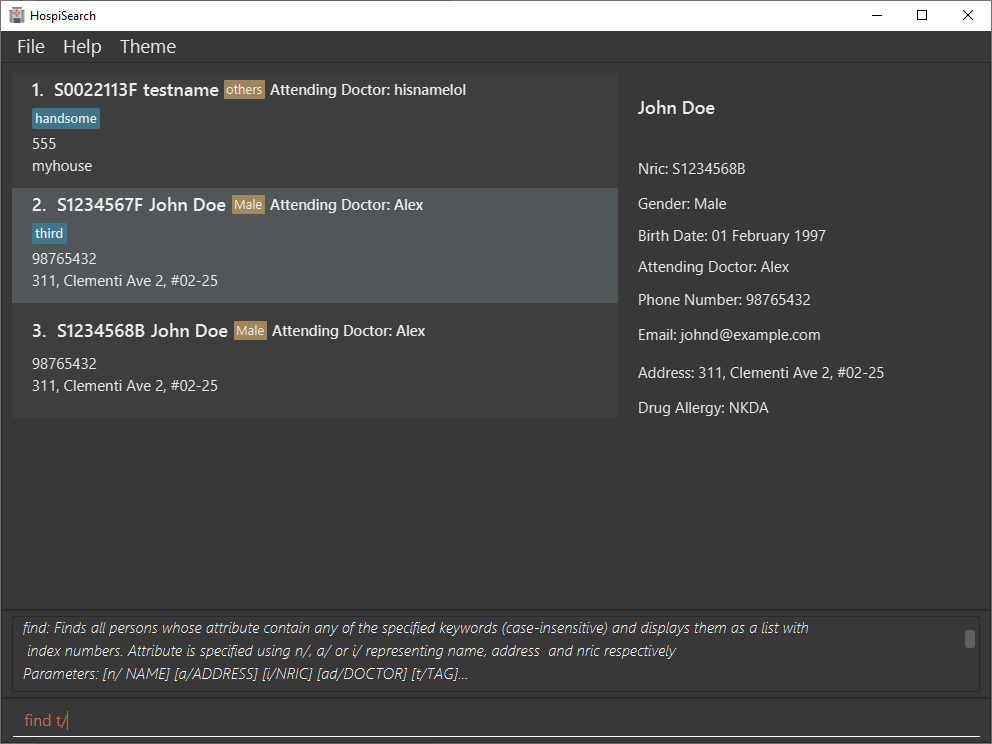 HospiSearch
File Help Theme
1. S0022113F testname others Attending Doctor: hisnamelol
handsome
555
myhouse
2. S1234567F John Doe Male Attending Doctor: Alex
third
98765432
311, Clementi Ave 2, #02-25
3. S1234568B John Doe Male Attending Doctor: Alex
98765432
311, Clementi Ave 2, #02-25
John Doe
Nric: S1234568B
Gender: Male
Birth Date: 01 February 1997
Attending Doctor: Alex
Phone Number: 98765432
Email: johnd@example.com
Address: 311, Clementi Ave 2, #02-25
Drug Allergy: NKDA
find: Finds all persons whose attribute contain any of the specified keywords (case-insensitive) and displays them as a list with
index numbers. Attribute is specified using n/, a/ or i/ representing name, address  and nric respectively
Parameters: [n/ NAME] [a/ADDRESS] [i/NRIC] [ad/DOCTOR] [t/TAG]...
find t/